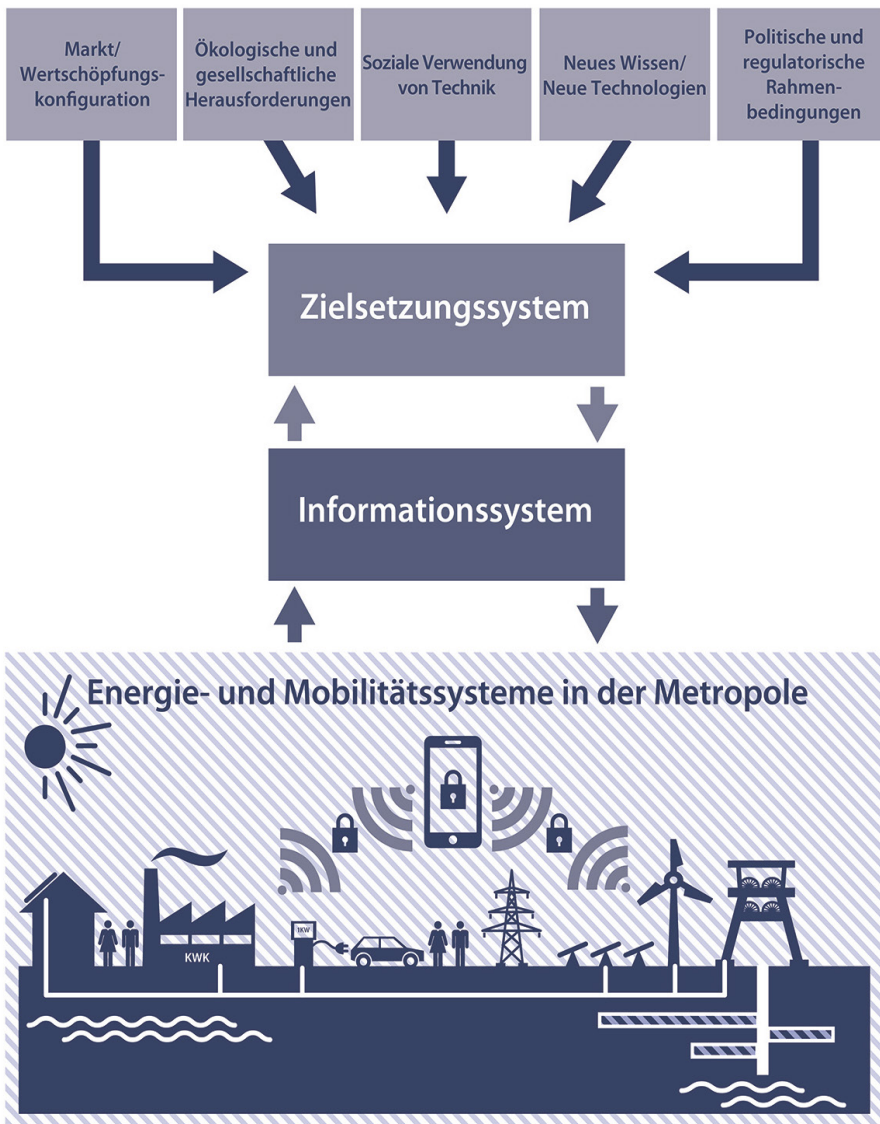 Markt/
Wertschöpfungs-
konfiguration
Ökologische und
gesellschaftliche
Herausforderungen
Soziale Verwendung
von Technik
Neues Wissen/
Neue Technologien
Politische und
regulatorische
Rahmen-
bedingungen
Zielsetzungssystem
Informationssystem
Energie- und Mobilitätssysteme in der Metropole
1KW
KWK